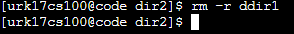 [urk17cs100@code dir2]$ rm -r ddir1
[urk17cs100@code dir2]$